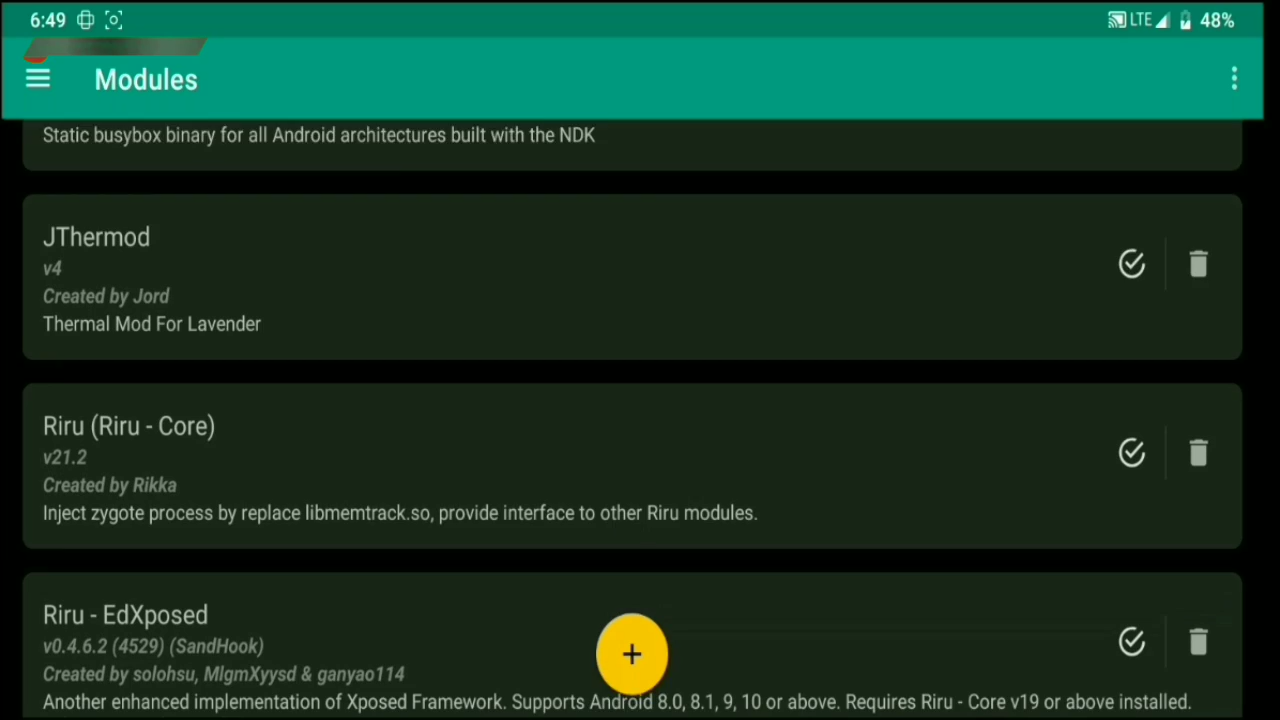 6:49
LTE
48%
Modules
Static busybox binary for all Android architectures built with the NDK
JThermod
v4
Created by Jord
Thermal Mod For Lavender
Riru (Riru - Core)
v21.2
Created by Rikka
Inject zygote process by replace libmemtrack.so, provide interface to other Riru modules.
Riru - EdXposed
v0.4.6.2 (4529) (SandHook)
Created by solohsu, MlgmXyysd & ganyao114
Another enhanced implementation of Xposed Framework. Supports Android 8.0, 8.1, 9, 10 or above. Requires Riru - Core v19 or above installed.